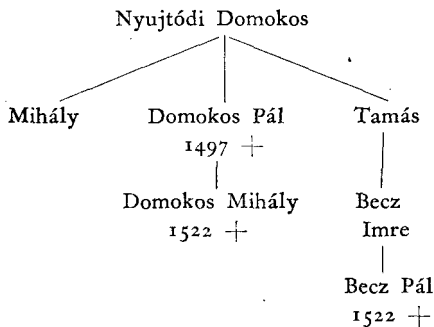 Nyujtódi Domokos
Mihály Domokos Pál Tamás
1497 +
Domokos Mihály Becz
1522 + Imre
Becz Pál
1522 +